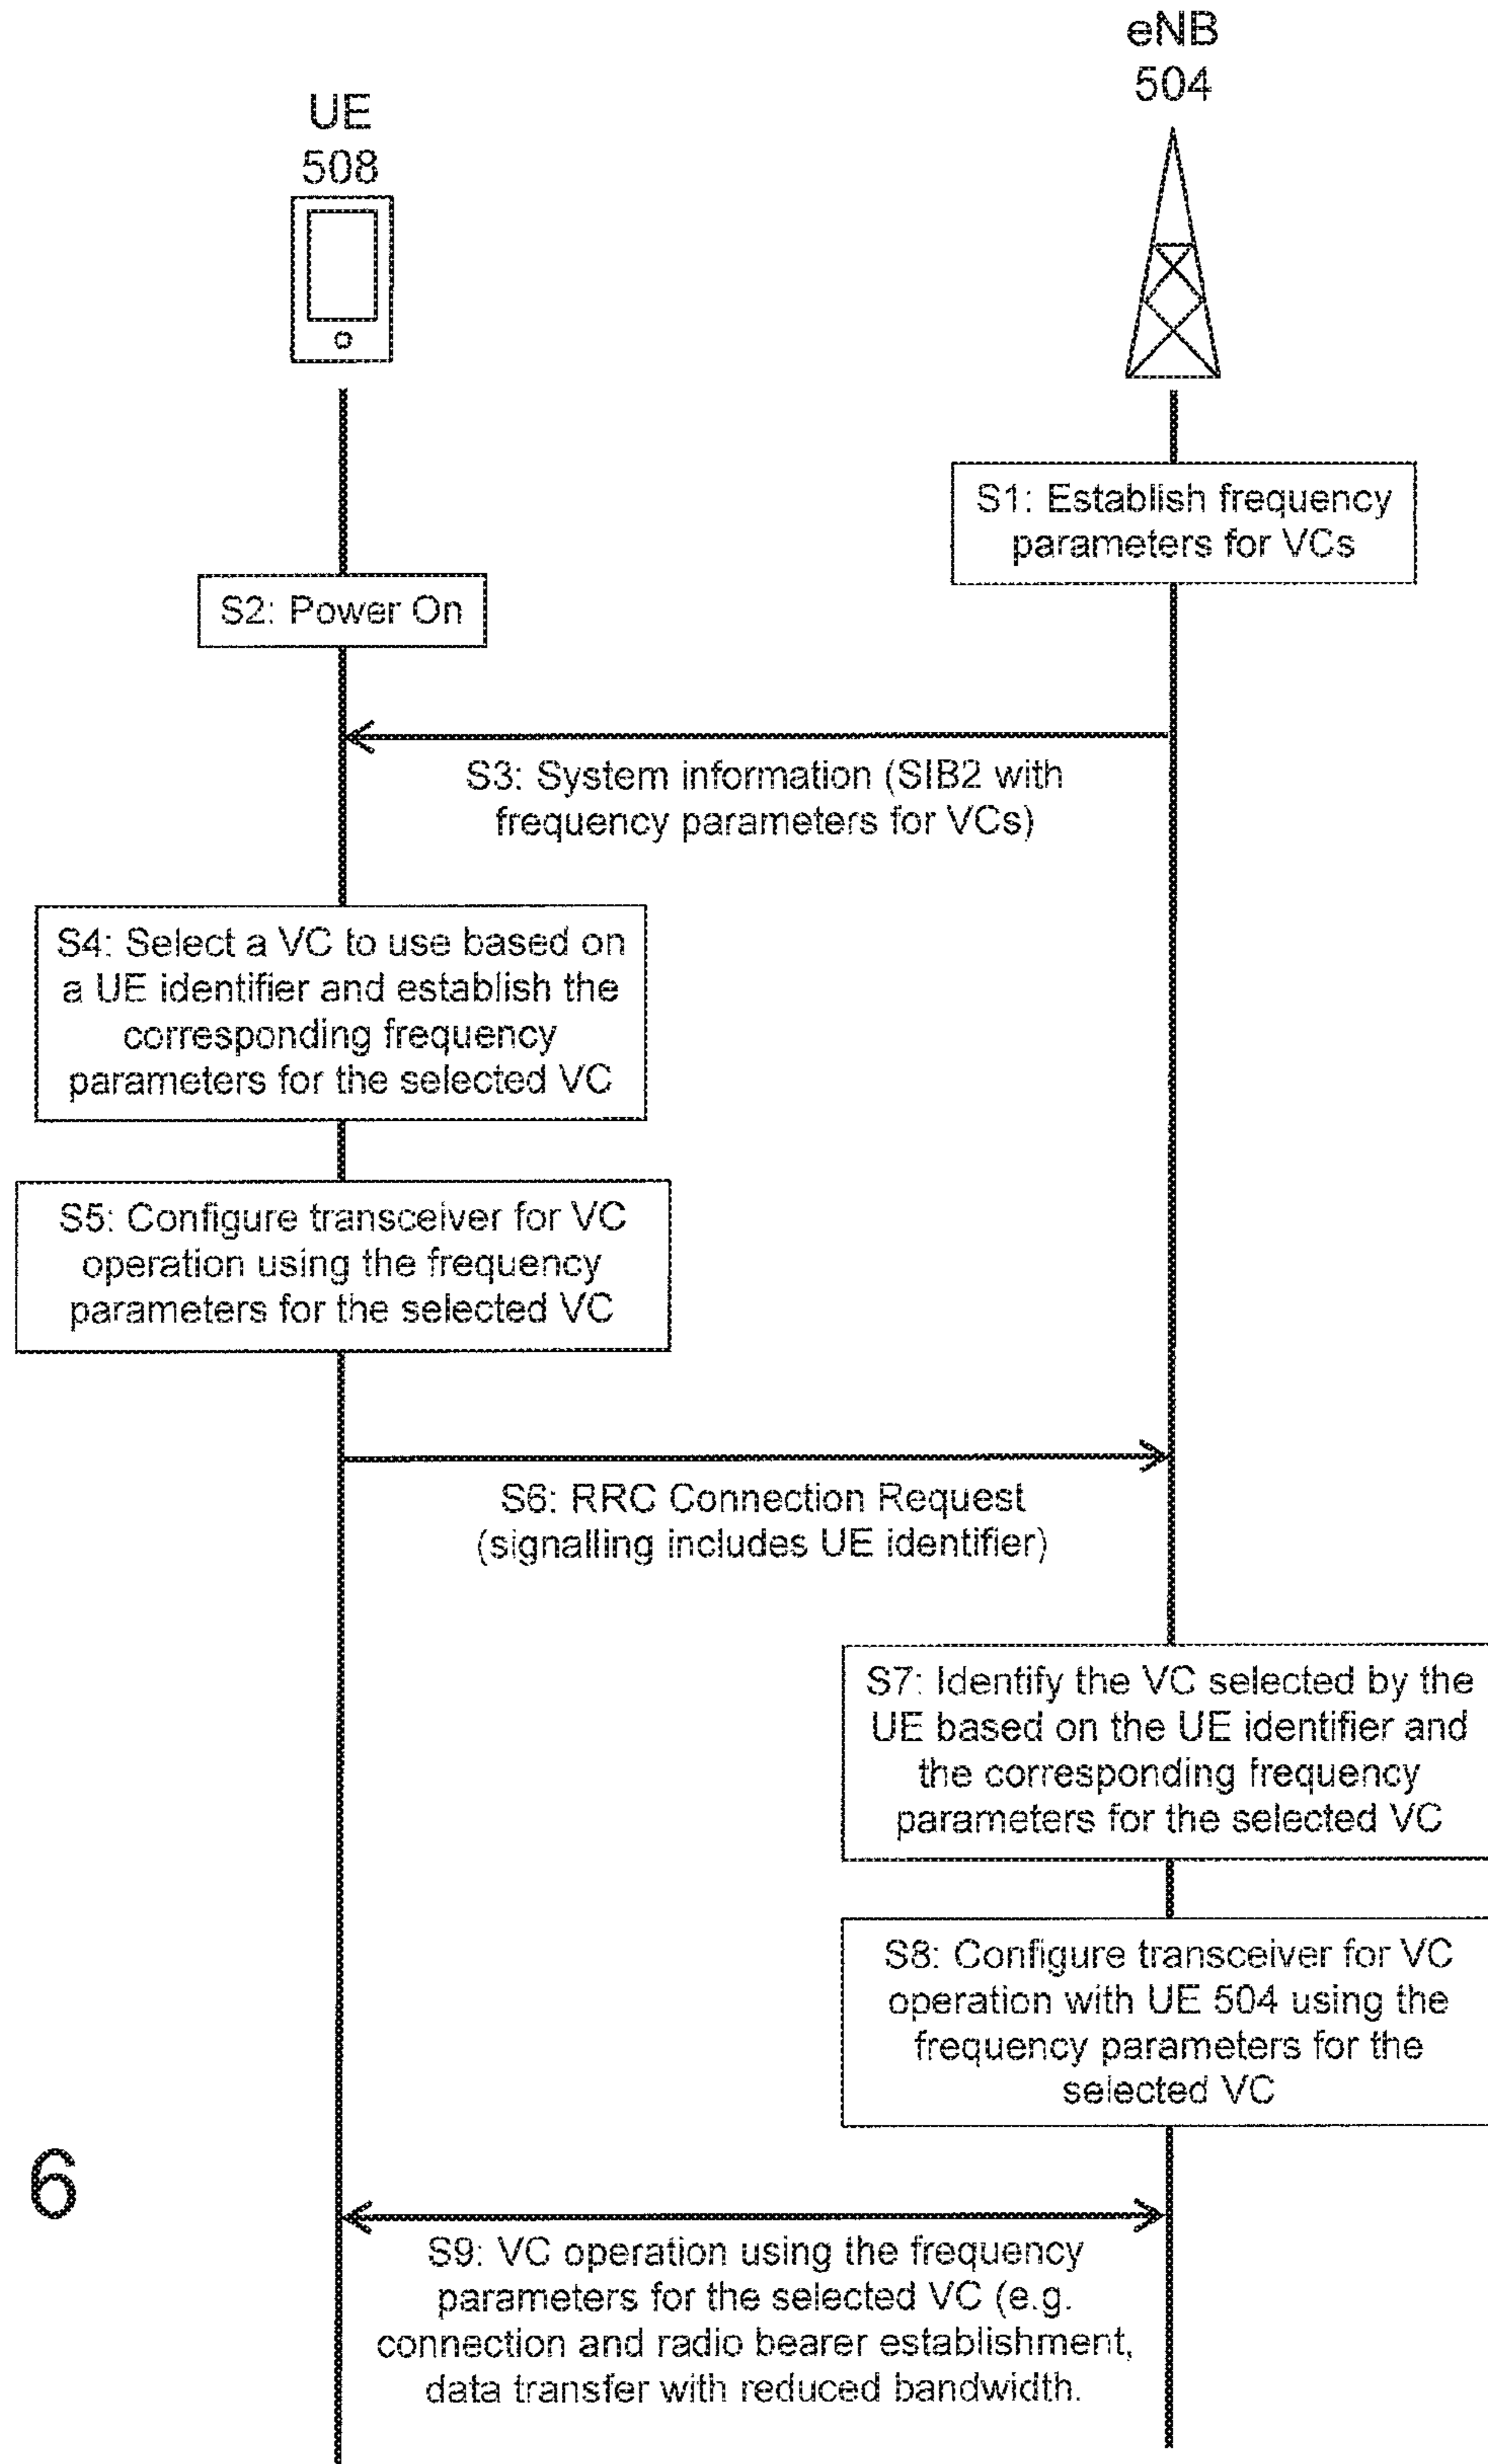 eNB
504
UE
508
S1: Establish frequency
parameters for VCs
S2: Power On
S3: System information (SIB2 with
frequency parameters for VCs)
S4: Select a VC to use based on
a UE identifier and establish the
corresponding frequency
parameters for the selected VC
S5: Configure transceiver for VC
operation using the frequency
parameters for the selected VC
S6: RRC Connection Request
(signalling includes UE identifier)
S7: Identify the VC selected by the
UE based on the UE identifier and
the corresponding frequency
parameters for the selected VC
S8: Configure transceiver for VC
operation with UE 504 using the
frequency parameters for the
selected VC
6
S9: VC operation using the frequency
parameters for the selected VC (e.g.
connection and radio bearer establishment,
data transfer with reduced bandwidth.